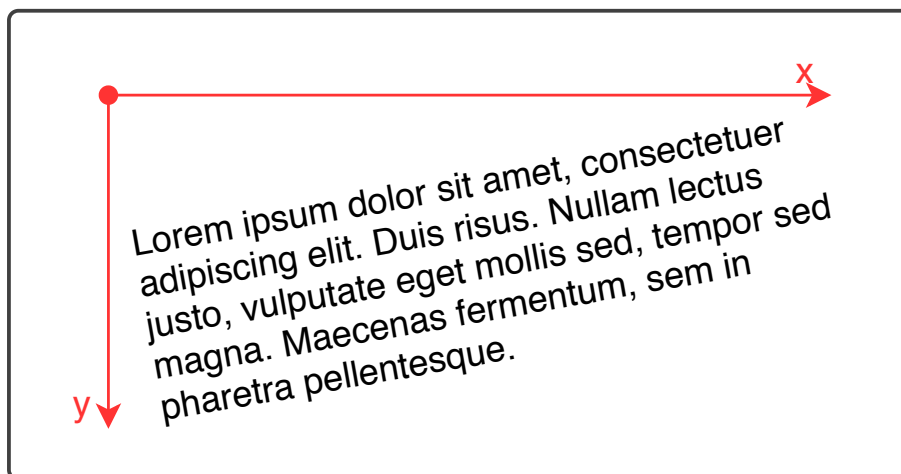 x
Lorem ipsum dolor sit amet, consectetuer
adipiscing elit. Duis risus. Nullam lectus
justo, vulputate eget mollis sed, tempor sed
magna. Maecenas fermentum, sem in
pharetra pellentesque.
y